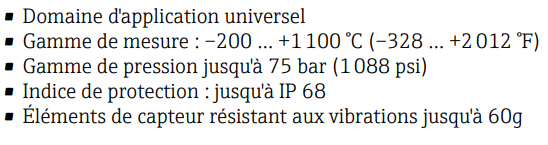 ▪ Domaine d'application universel
▪ Gamme de mesure : –200 ... +1 100 °C (–328 ... +2 012 °F)
▪ Gamme de pression jusqu'à 75 bar (1 088 psi)
▪ Indice de protection : jusqu'à IP 68
▪ Éléments de capteur résistant aux vibrations jusqu'à 60g